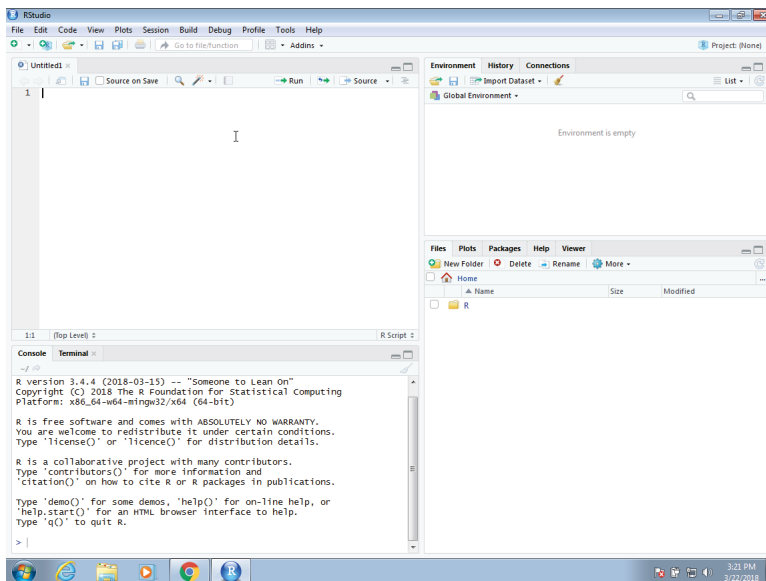 RStudio
File Edit Code View Plots Session Build Debug Profile Tools Help
Go to file/function Addins Project: (None)
Untitled1
Source on Save Run Source
1
1:1 (Top Level) R Script
Console Terminal
~/
R version 3.4.4 (2018-03-15) -- "Someone to Lean On"
Copyright (C) 2018 The R Foundation for Statistical Computing
Platform: x86_64-w64-mingw32/x64 (64-bit)
R is free software and comes with ABSOLUTELY NO WARRANTY.
You are welcome to redistribute it under certain conditions.
Type 'license()' or 'licence()' for distribution details.
R is a collaborative project with many contributors.
Type 'contributors()' for more information and
'citation()' on how to cite R or R packages in publications.
Type 'demo()' for some demos, 'help()' for on-line help, or
'help.start()' for an HTML browser interface to help.
Type 'q()' to quit R.
>
Environment History Connections
Import Dataset List
Global Environment
Environment is empty
Files Plots Packages Help Viewer
New Folder Delete Rename More
Home ...
Name Size Modified
R
3:21 PM
3/22/2018